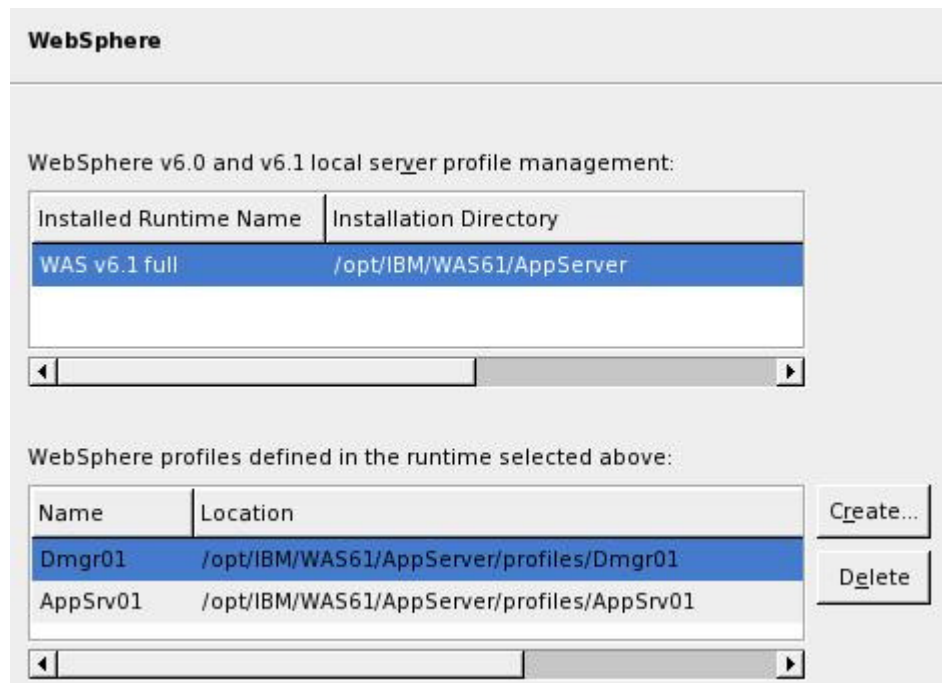 WebSphere
WebSphere v6.0 and v6.1 local server profile management:
Installed Runtime Name Installation Directory
WAS v6.1 full /opt/IBM/WAS61/AppServer
WebSphere profiles defined in the runtime selected above:
Name Location Create...
Dmgr01 /opt/IBM/WAS61/AppServer/profiles/Dmgr01 Delete
AppSrv01 /opt/IBM/WAS61/AppServer/profiles/AppSrv01